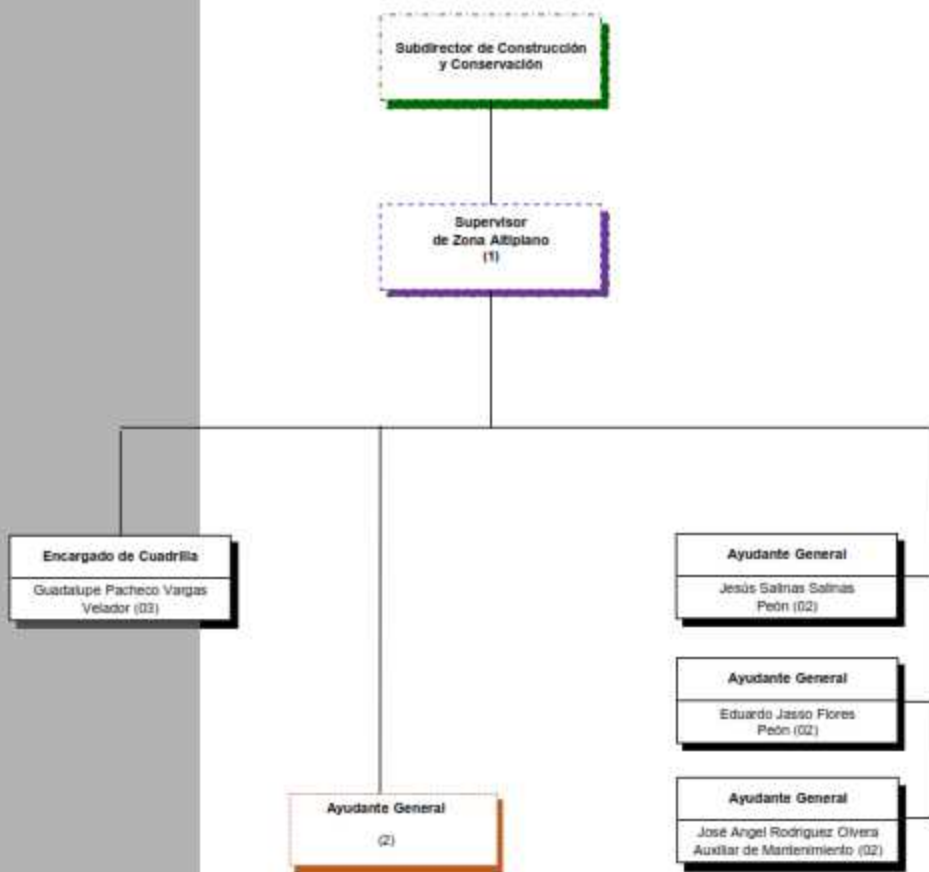 Subdirector de Construcción
y Conservación
Supervisor
de Zona Altiplano
(1)
Encargado de Cuadrilla
Guadalupe Pacheco Vargas
Velador (03)
Ayudante General
Jesús Salinas Salinas
Peón (02)
Ayudante General
Eduardo Jasso Flores
Peón (02)
Ayudante General
(2)
Ayudante General
José Angel Rodriguez Olvera
Auxiliar de Mantenimiento (02)